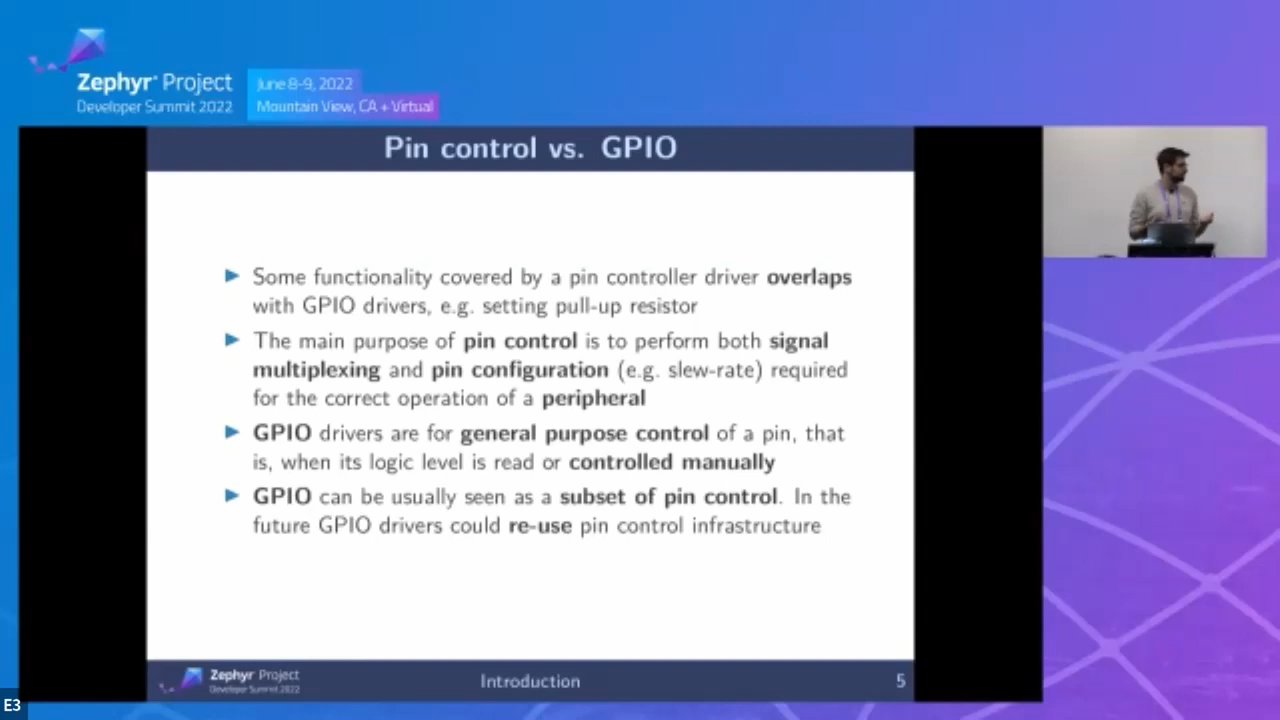 Zephyr® Project
Developer Summit 2022
June 8-9, 2022
Mountain View, CA + Virtual
Pin control vs. GPIO
Some functionality covered by a pin controller driver overlaps
with GPIO drivers, e.g. setting pull-up resistor
The main purpose of pin control is to perform both signal
multiplexing and pin configuration (e.g. slew-rate) required
for the correct operation of a peripheral
GPIO drivers are for general purpose control of a pin, that
is, when its logic level is read or controlled manually
GPIO can be usually seen as a subset of pin control. In the
future GPIO drivers could re-use pin control infrastructure
Zephyr Project
Developer Summit 2022
Introduction
5
E3